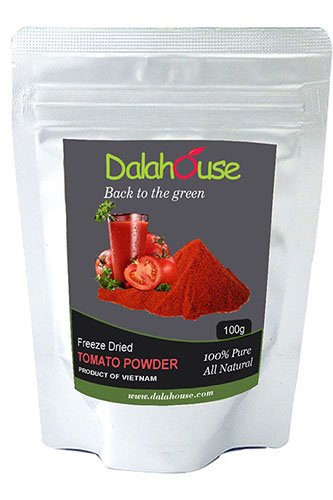 Dalahouse
Back to the green
100g
Freeze Dried
TOMATO POWDER
PRODUCT OF VIETNAM
100% Pure
All Natural
www.dalahouse.com